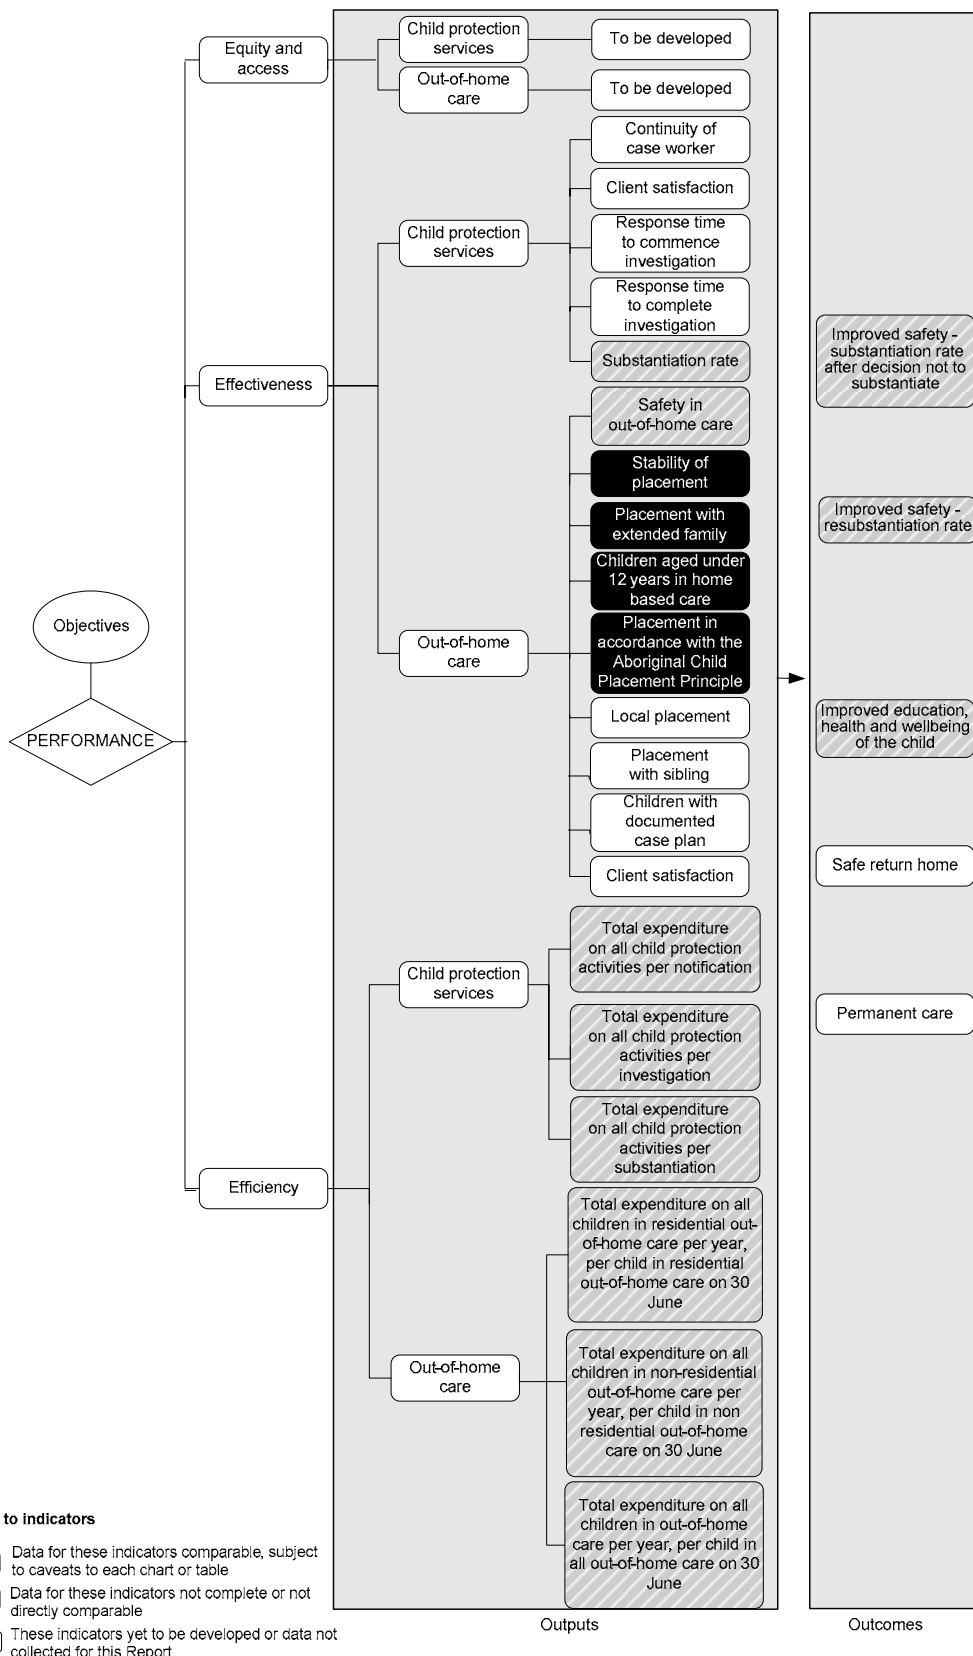 Equity and
access
Child protection
services
To be developed
Out-of-home
care
To be developed
Continuity of
case worker
Client satisfaction
Child protection
services
Response time
to commence
investigation
Response time
to complete
investigation
Substantiation rate
Effectiveness
Safety in
out-of-home care
Stability of
placement
Placement with
extended family
Children aged under
12 years in home
based care
Out-of-home
care
Placement in
accordance with the
Aboriginal Child
Placement Principle
Local placement
Placement
with sibling
Children with
documented
case plan
Client satisfaction
Objectives
PERFORMANCE
Child protection
services
Total expenditure
on all child protection
activities per notification
Total expenditure
on all child protection
activities per
investigation
Total expenditure
on all child protection
activities per
substantiation
Efficiency
Total expenditure on all
children in residential out-
of-home care per year,
per child in residential
out-of-home care on 30
June
Out-of-home
care
Total expenditure on all
children in non-residential
out-of-home care per
year, per child in non
residential out-of-home
care on 30 June
Total expenditure on all
children in out-of-home
care per year, per child in
all out-of-home care on 30
June
Outputs
Improved safety -
substantiation rate
after decision not to
substantiate
Improved safety -
resubstantiation rate
Improved education,
health and wellbeing
of the child
Safe return home
Permanent care
Outcomes
to indicators
Data for these indicators comparable, subject
to caveats to each chart or table
Data for these indicators not complete or not
directly comparable
These indicators yet to be developed or data not
collected for this Report